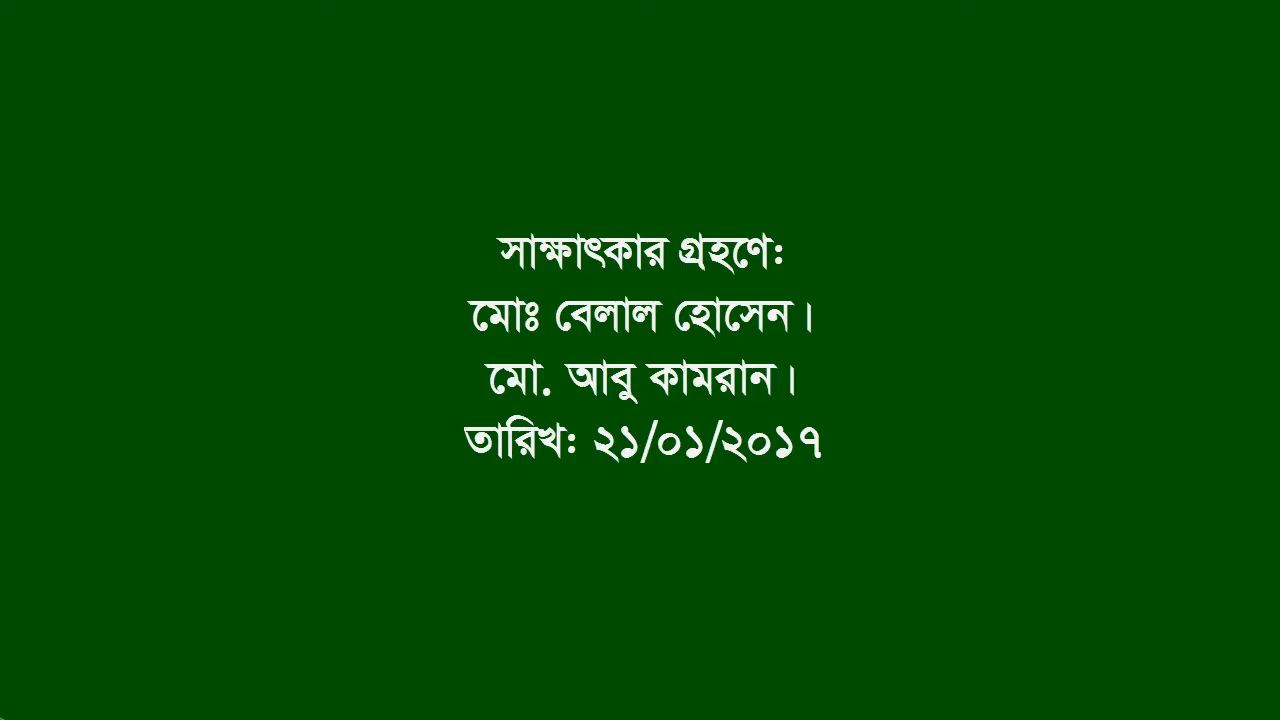 সাক্ষাৎকার গ্রহণে:
মোঃ বেলাল হোসেন।
মো. আবু কামরান।
তারিখ: ২১/০১/২০১৭